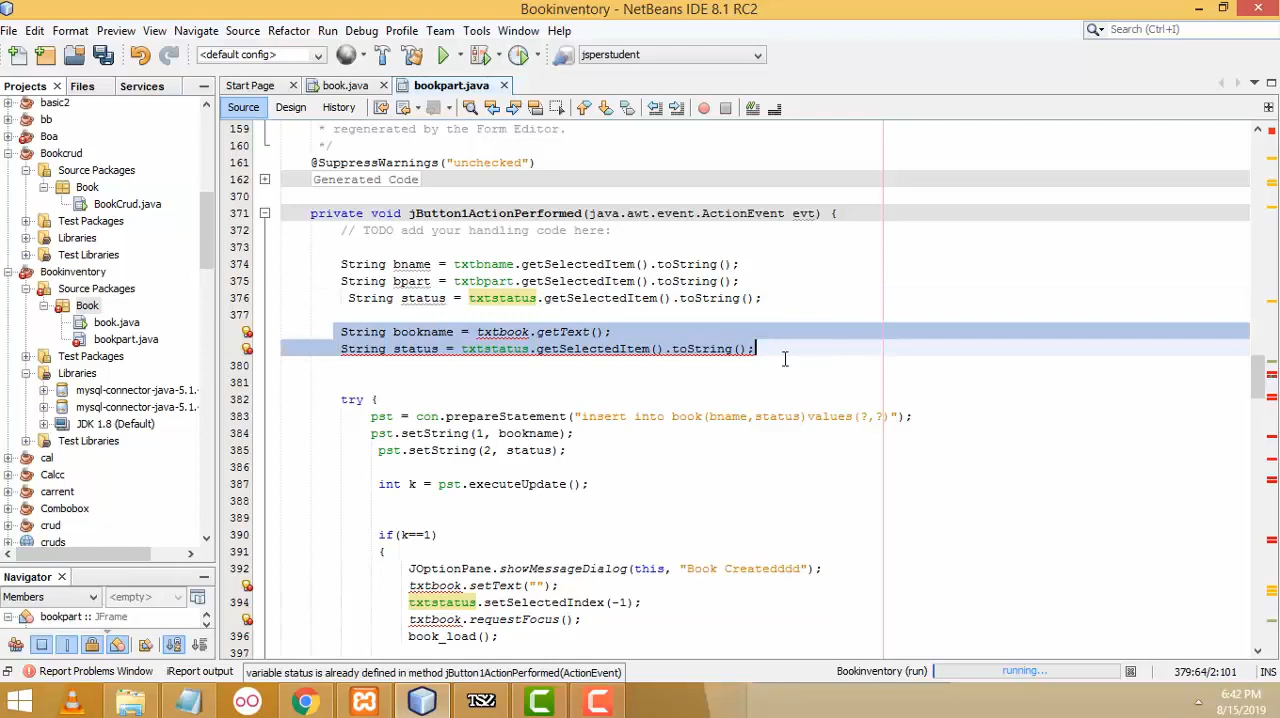 Bookinventory - NetBeans IDE 8.1 RC2
File Edit Format Preview View Navigate Source Refactor Run Debug Profile Team Tools Window Help
Search (Ctrl+I)
<default config>
jsperstudent
Projects Files Services
Start Page book.java bookpart.java
Source Design History
basic2
bb
Boa
Bookcrud
Source Packages
Book
BookCrud.java
Test Packages
Libraries
Test Libraries
Bookinventory
Source Packages
Book
book.java
bookpart.java
Test Packages
Libraries
mysql-connector-java-5.1.
mysql-connector-java-5.1.
JDK 1.8 (Default)
Test Libraries
cal
Calcc
carrent
Combobox
crud
cruds
Navigator
Members <empty>
bookpart :: JFrame
159 * regenerated by the Form Editor.
160 */
161 @SuppressWarnings("unchecked")
162 Generated Code
370
371 private void jButton1ActionPerformed(java.awt.event.ActionEvent evt) {
372 // TODO add your handling code here:
373
374 String bname = txtbname.getSelectedItem().toString();
375 String bpart = txtbpart.getSelectedItem().toString();
376 String status = txtstatus.getSelectedItem().toString();
377
String bookname = txtbook.getText();
String status = txtstatus.getSelectedItem().toString();
380
381
382 try {
383 pst = con.prepareStatement("insert into book(bname,status)values(?,?)");
384 pst.setString(1, bookname);
385 pst.setString(2, status);
386
387 int k = pst.executeUpdate();
388
389
390 if(k==1)
391 {
392 JOptionPane.showMessageDialog(this, "Book Createdddd");
txtbook.setText("");
394 txtstatus.setSelectedIndex(-1);
txtbook.requestFocus();
396 book_load();
397
Report Problems Window iReport output variable status is already defined in method jButton1ActionPerformed(ActionEvent) Bookinventory (run) running... 379:64/2:101 INS
TS2
6:42 PM
8/15/2019